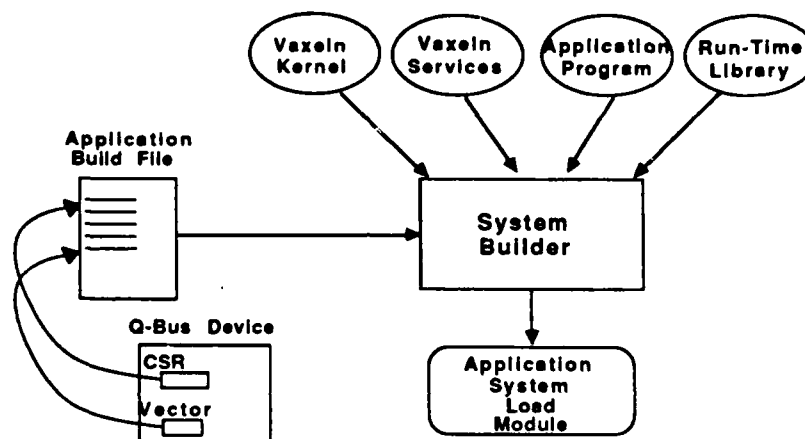 Vaxeln
Kernel
Vaxeln
Services
Application
Program
Run-Time
Library
Application
Build File
System
Builder
Q-Bus Device
CSR
Vector
Application
System
Load
Module